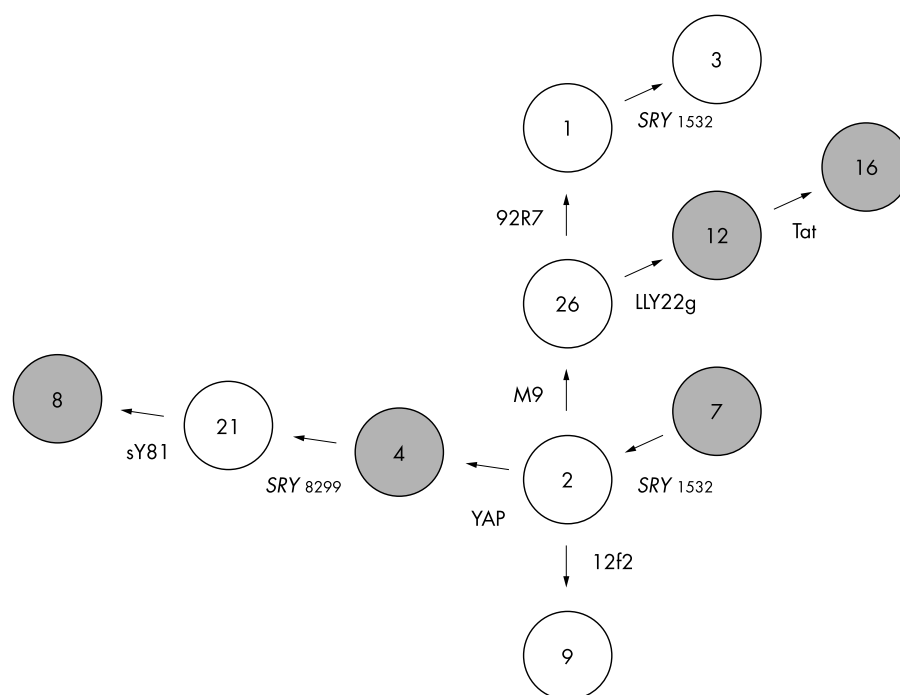 3
1
SRY 1532
16
92R7
12
Tat
26
LLY22g
M9
8
7
21
sY81
4
SRY 8299
2
SRY 1532
YAP
12f2
9